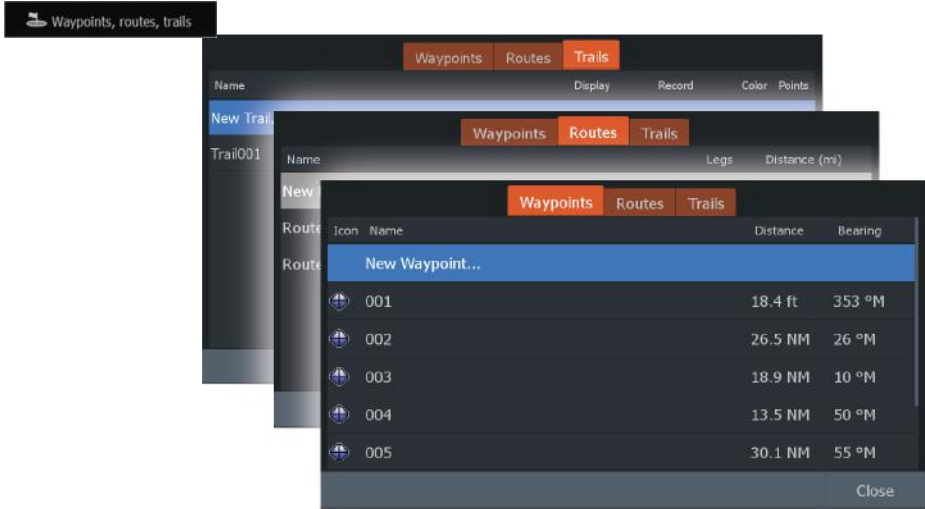 Waypoints, routes, trails
Waypoints Routes Trails
Name Display Record Color Points
New Trail
Trail001
Waypoints Routes Trails
Name Legs Distance (mi)
New
Route
Route
Waypoints Routes Trails
Icon Name Distance Bearing
New Waypoint...
001 18.4 ft 353 °M
002 26.5 NM 26 °M
003 18.9 NM 10 °M
004 13.5 NM 50 °M
005 30.1 NM 55 °M
Close